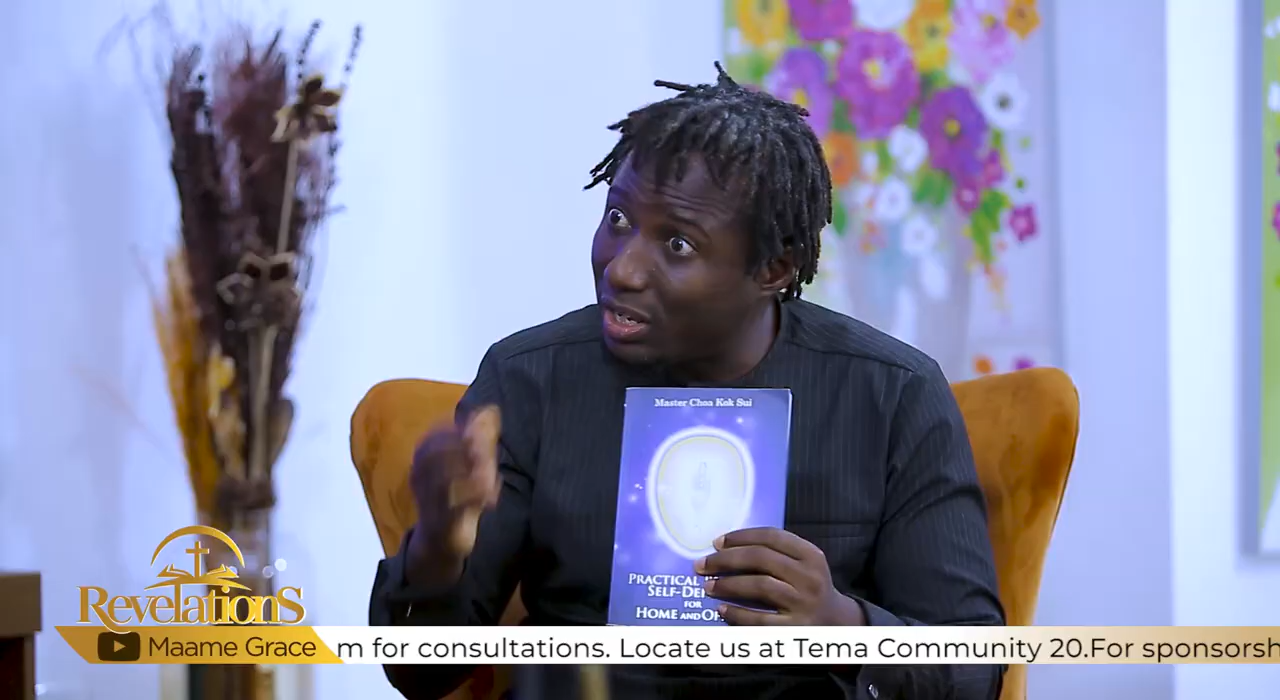 Master Choa Kok Sui
PRACTICAL
SELF-DE
FOR
HOME AND OF
RevelationS
Maame Grace
m for consultations. Locate us at Tema Community 20.For sponsorsh